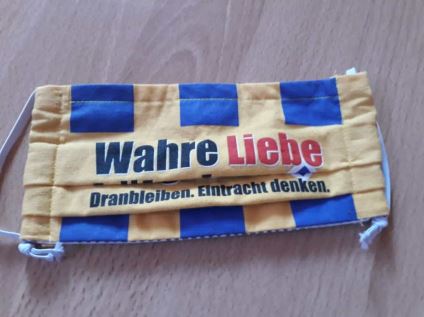 Wahre Liebe
Dranbleiben. Eintracht denken.